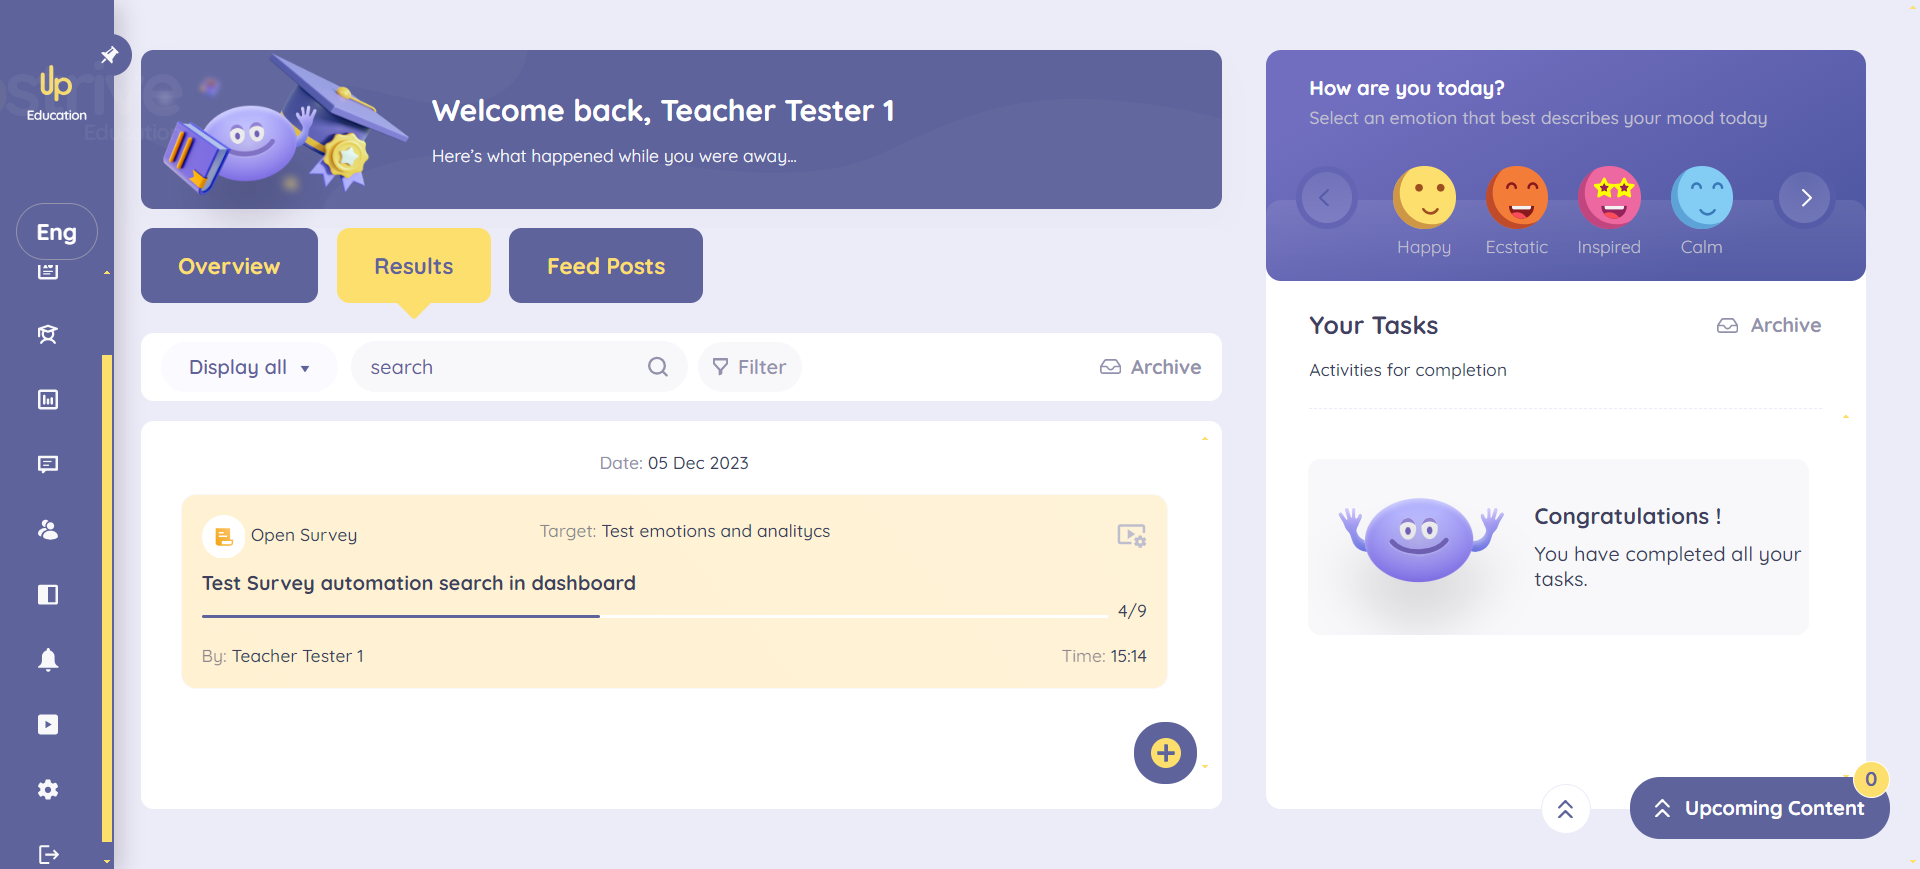 Up
Education
Eng
Welcome back, Teacher Tester 1
Here's what happened while you were away...
Overview
Results
Feed Posts
Display all
search
Filter
Archive
Date: 05 Dec 2023
Open Survey
Target: Test emotions and analitycs
Test Survey automation search in dashboard
4/9
By: Teacher Tester 1
Time: 15:14
How are you today?
Select an emotion that best describes your mood today
Happy
Ecstatic
Inspired
Calm
Your Tasks
Archive
Activities for completion
Congratulations !
You have completed all your
tasks.
0
Upcoming Content